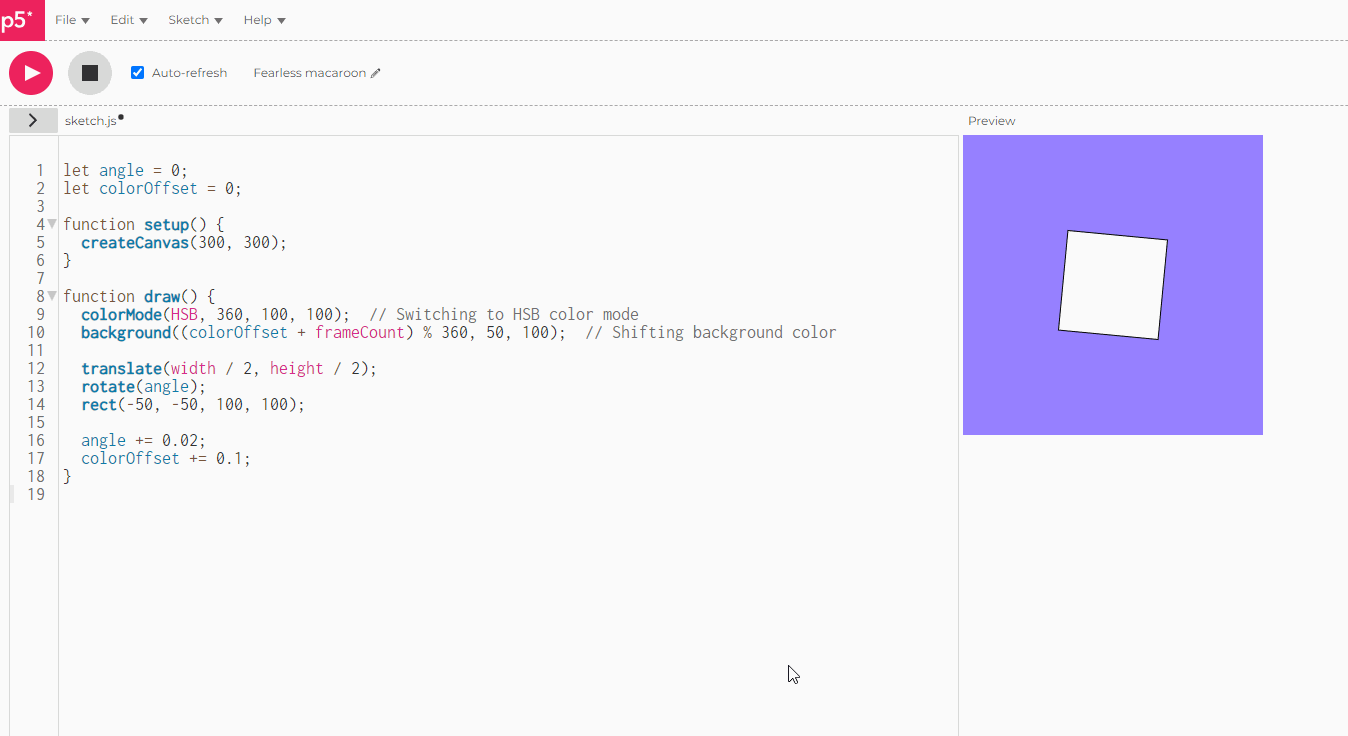 p5*
File Edit Sketch Help
Auto-refresh Fearless macaroon
sketch.js
Preview
1 let angle = 0;
2 let colorOffset = 0;
3
4 function setup() {
5   createCanvas(300, 300);
6 }
7
8 function draw() {
9   colorMode(HSB, 360, 100, 100);  // Switching to HSB color mode
10   background((colorOffset + frameCount) % 360, 50, 100);  // Shifting background color
11
12   translate(width / 2, height / 2);
13   rotate(angle);
14   rect(-50, -50, 100, 100);
15
16   angle += 0.02;
17   colorOffset += 0.1;
18 }
19